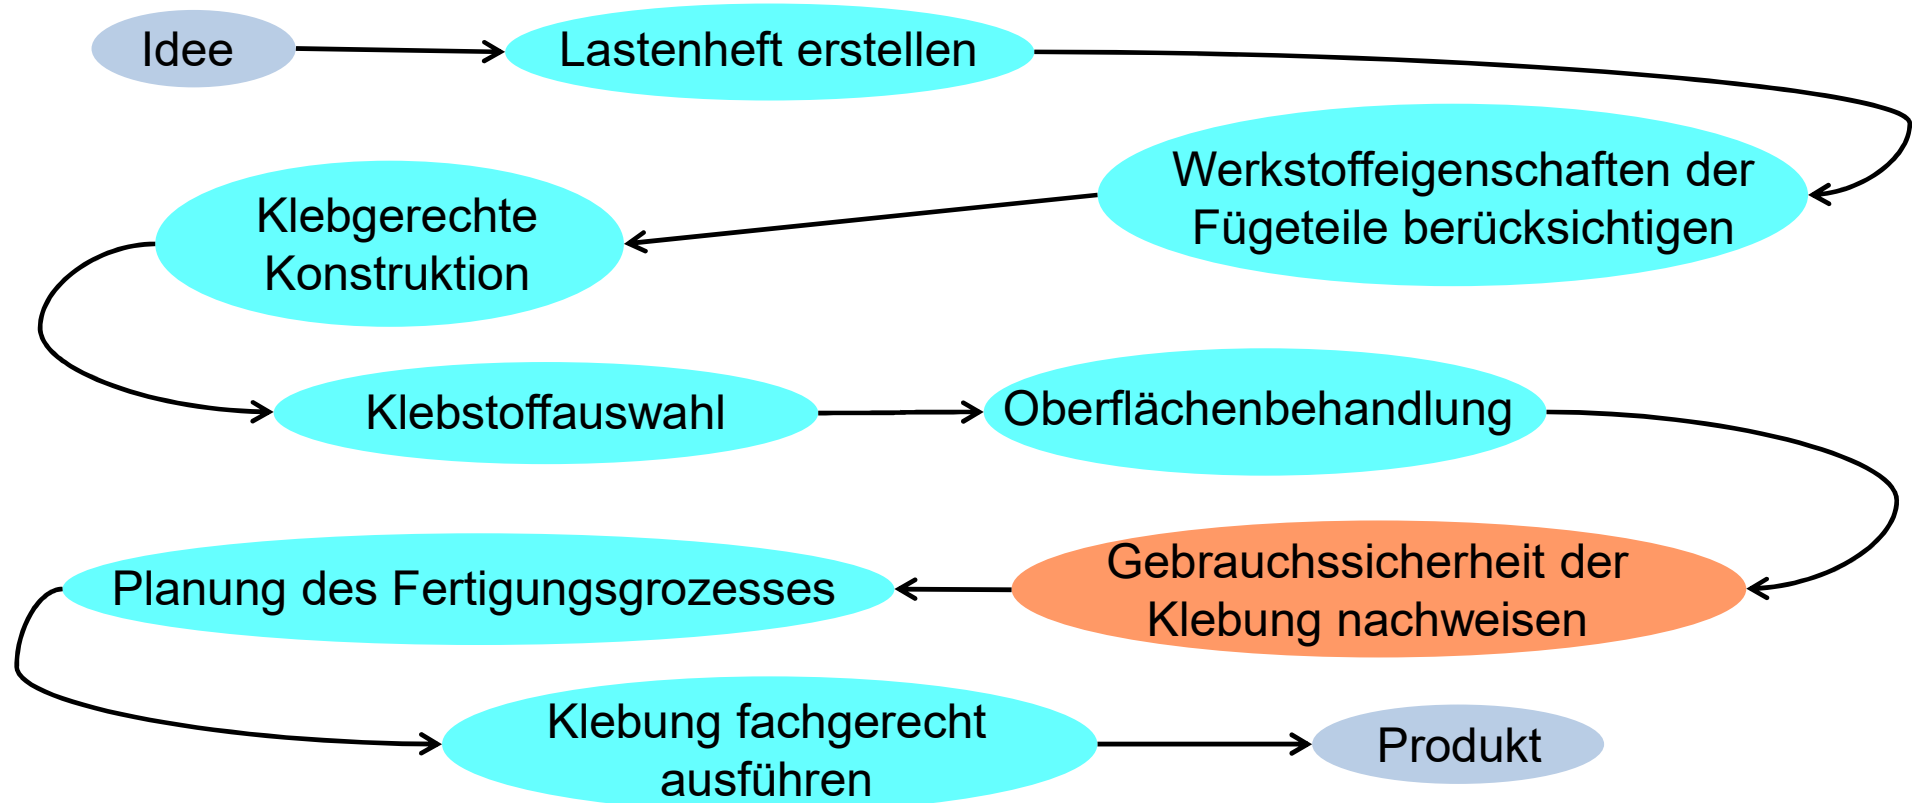 Idee
Lastenheft erstellen
Werkstoffeigenschaften der
Fügeteile berücksichtigen
Klebgerechte
Konstruktion
Klebstoffauswahl
Oberflächenbehandlung
Gebrauchssicherheit der
Klebung nachweisen
Planung des Fertigungsgrozesses
Klebung fachgerecht
ausführen
Produkt